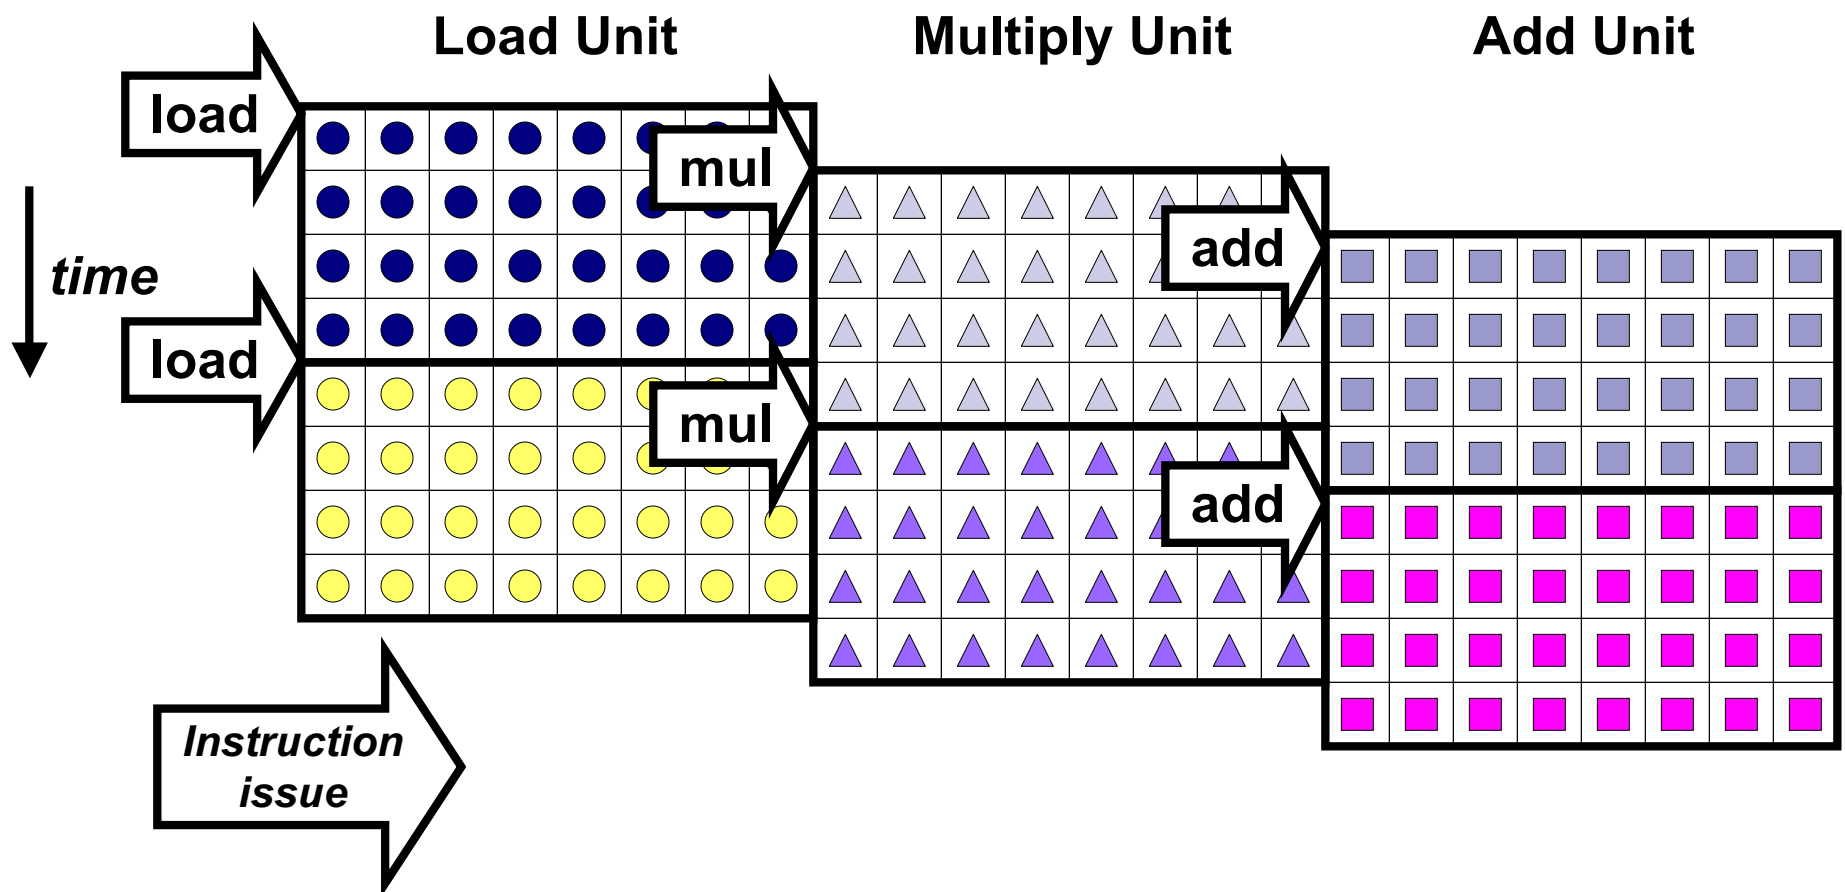 Load Unit
Multiply Unit
Add Unit
load
mul
add
time
load
mul
add
Instruction
issue